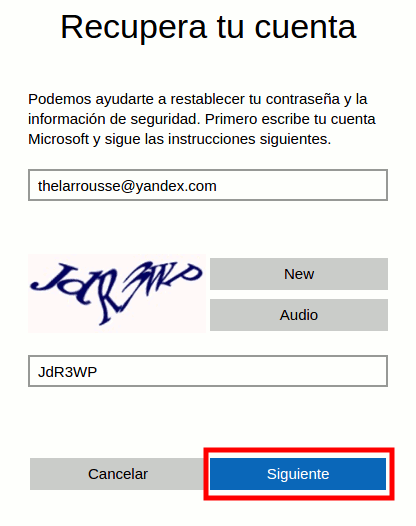 Recupera tu cuenta
Podemos ayudarte a restablecer tu contraseña y la
información de seguridad. Primero escribe tu cuenta
Microsoft y sigue las instrucciones siguientes.
thelarrousse@yandex.com
New
Audio
JdR3WP
Cancelar
Siguiente